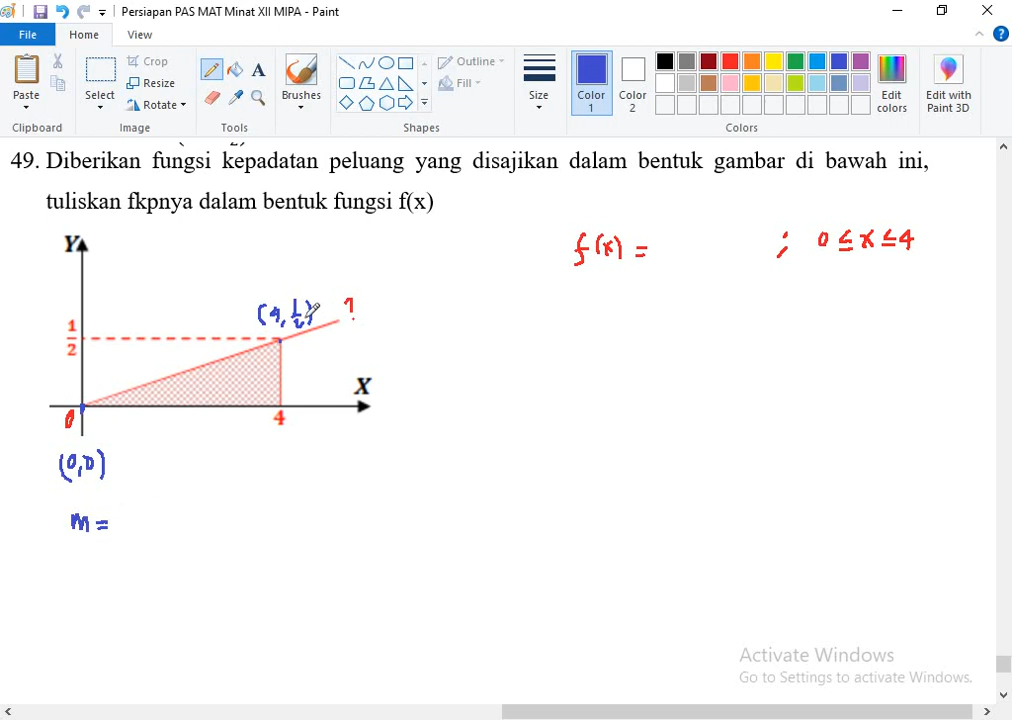 Persiapan PAS MAT Minat XII MIPA - Paint
File Home View
Paste
Clipboard
Select
Crop
Resize
Rotate
Image
A
Tools
Brushes
Outline
Fill
Shapes
Size
Color 1
Color 2
Edit colors
Edit with Paint 3D
Colors
49. Diberikan fungsi kepadatan peluang yang disajikan dalam bentuk gambar di bawah ini,
tuliskan fkpnya dalam bentuk fungsi f(x)
Y
f(x) = ; 0 ≤ x ≤ 4
(4, 1/2) ?
1/2
X
0 4
(0,0)
m =
Activate Windows
Go to Settings to activate Windows.